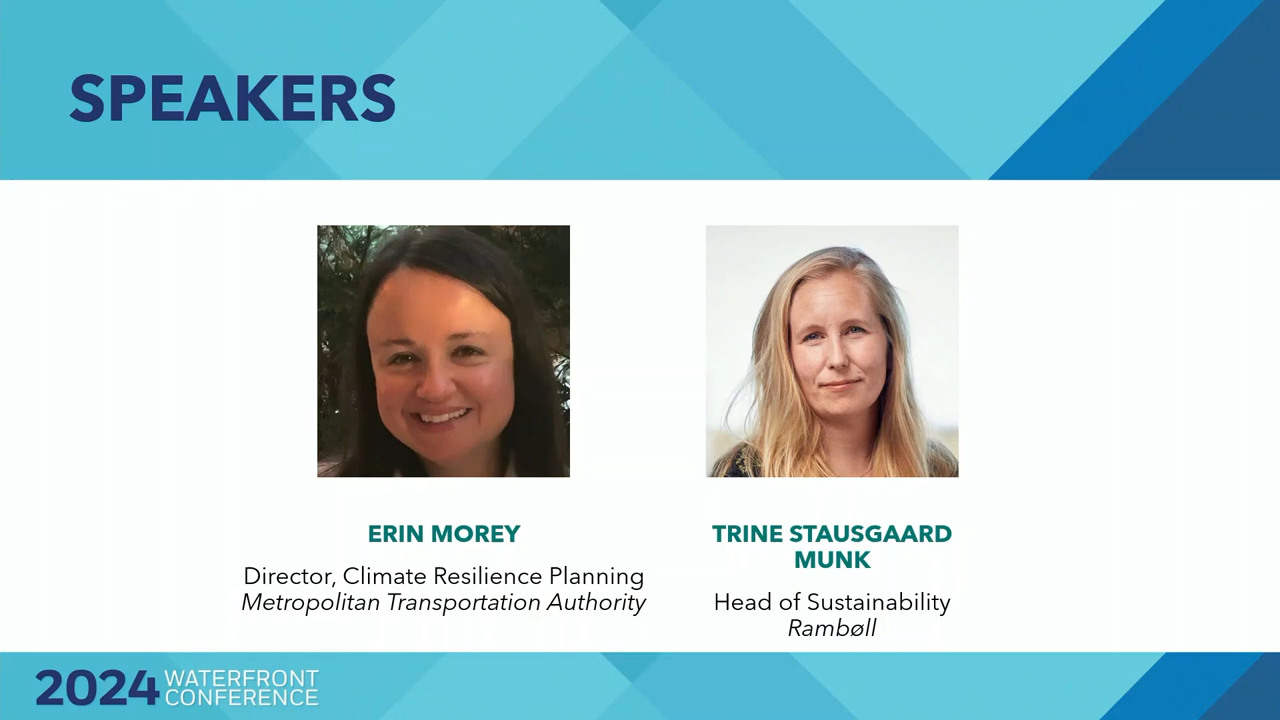 SPEAKERS
ERIN MOREY
Director, Climate Resilience Planning
Metropolitan Transportation Authority
TRINE STAUSGAARD
MUNK
Head of Sustainability
Rambøll
2024 WATERFRONT
CONFERENCE